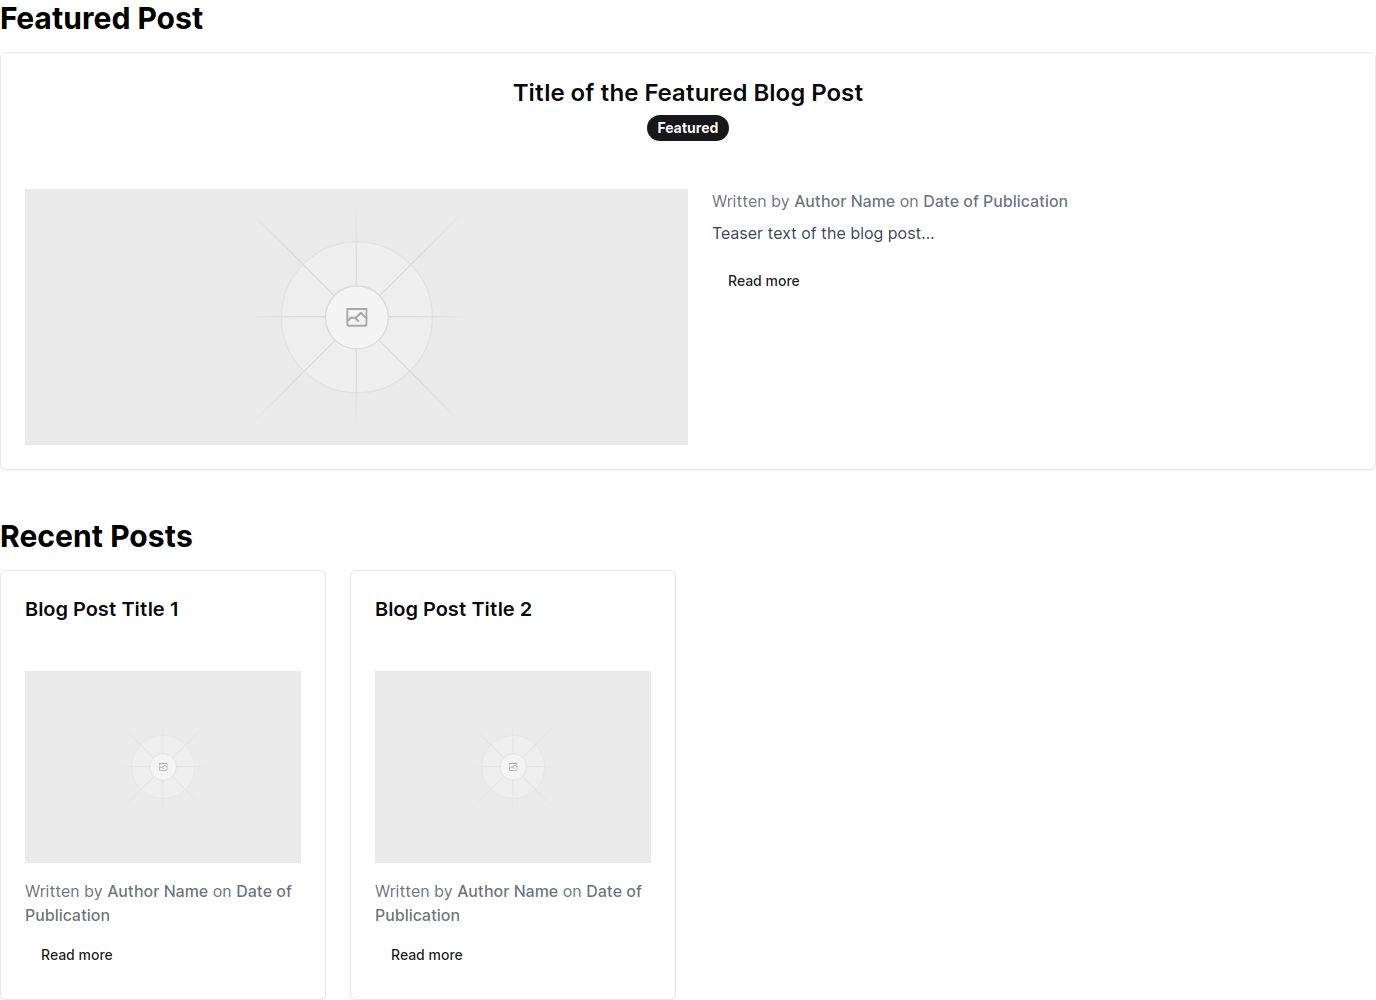 Featured Post
Title of the Featured Blog Post
Featured
Written by Author Name on Date of Publication
Teaser text of the blog post...
Read more
Recent Posts
Blog Post Title 1
Written by Author Name on Date of
Publication
Read more
Blog Post Title 2
Written by Author Name on Date of
Publication
Read more